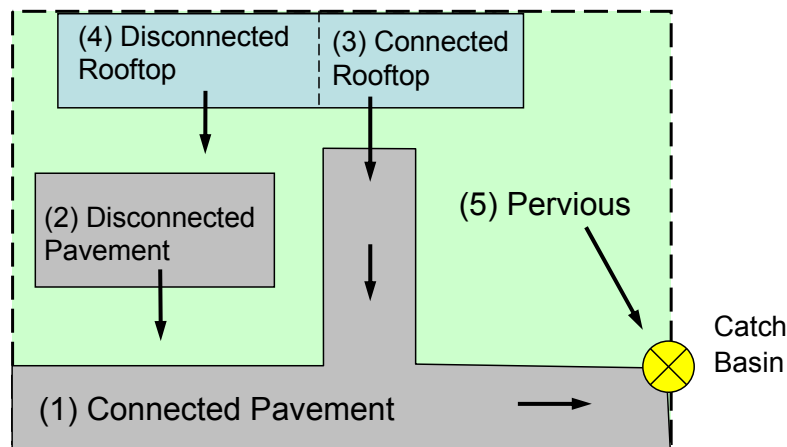 (4) Disconnected
Rooftop
(3) Connected
Rooftop
(2) Disconnected
Pavement
(5) Pervious
Catch
Basin
(1) Connected Pavement